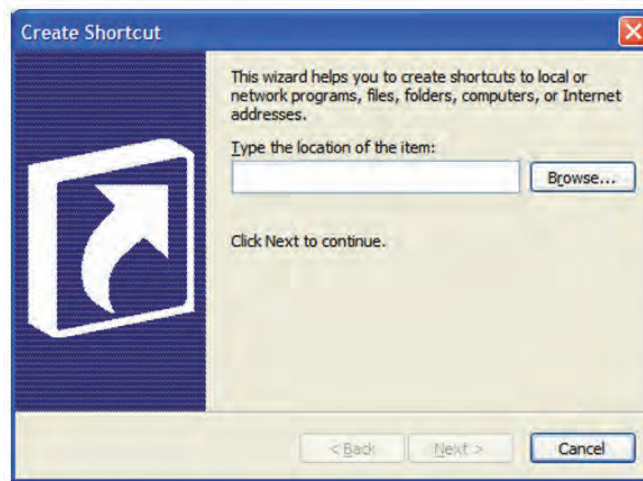 Create Shortcut
This wizard helps you to create shortcuts to local or
network programs, files, folders, computers, or Internet
addresses.
Type the location of the item:
Browse...
Click Next to continue.
< Back
Next >
Cancel